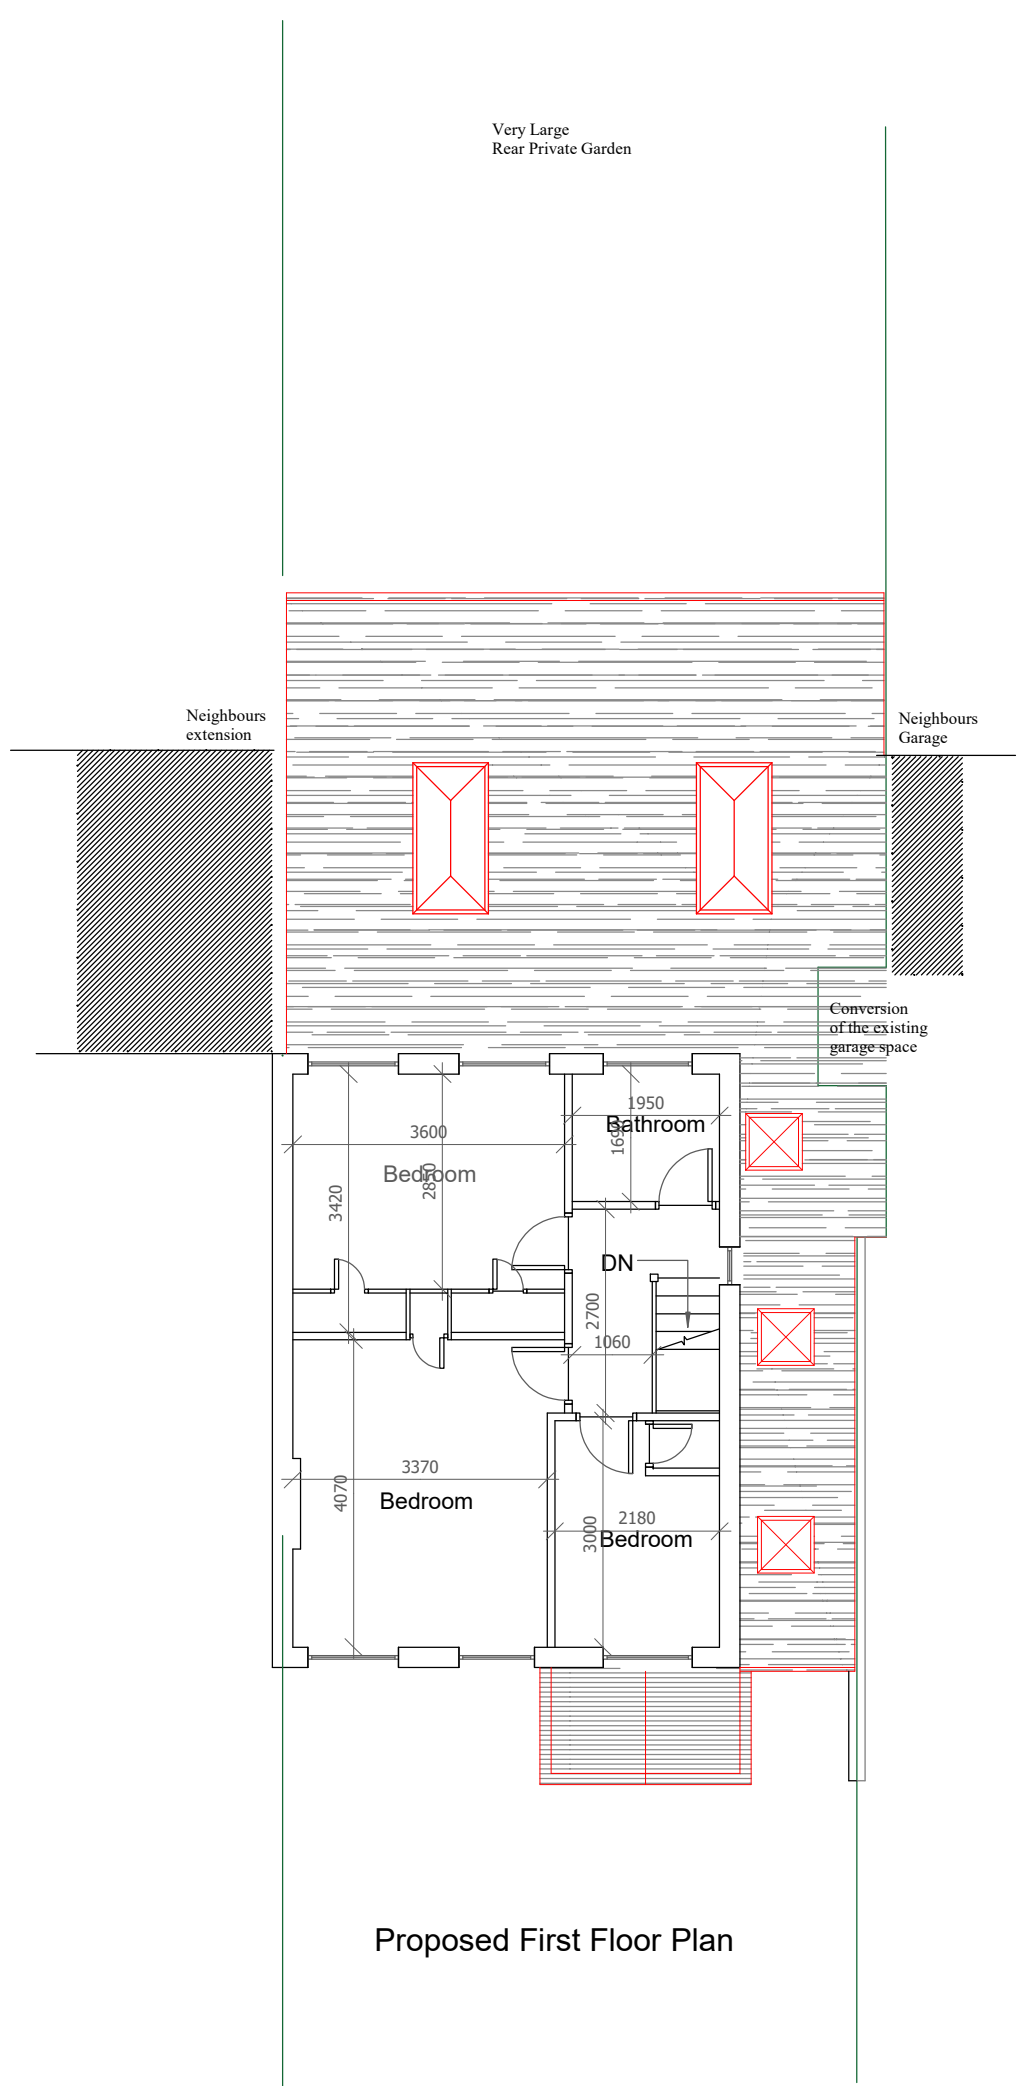 Very Large
Rear Private Garden
Neighbours
extension
Neighbours
Garage
Conversion
of the existing
garage space
1950
Bathroom
1690
3600
Bedroom
2850
3420
DN
2700
1060
3370
4070
Bedroom
2180
3000
Bedroom
Proposed First Floor Plan